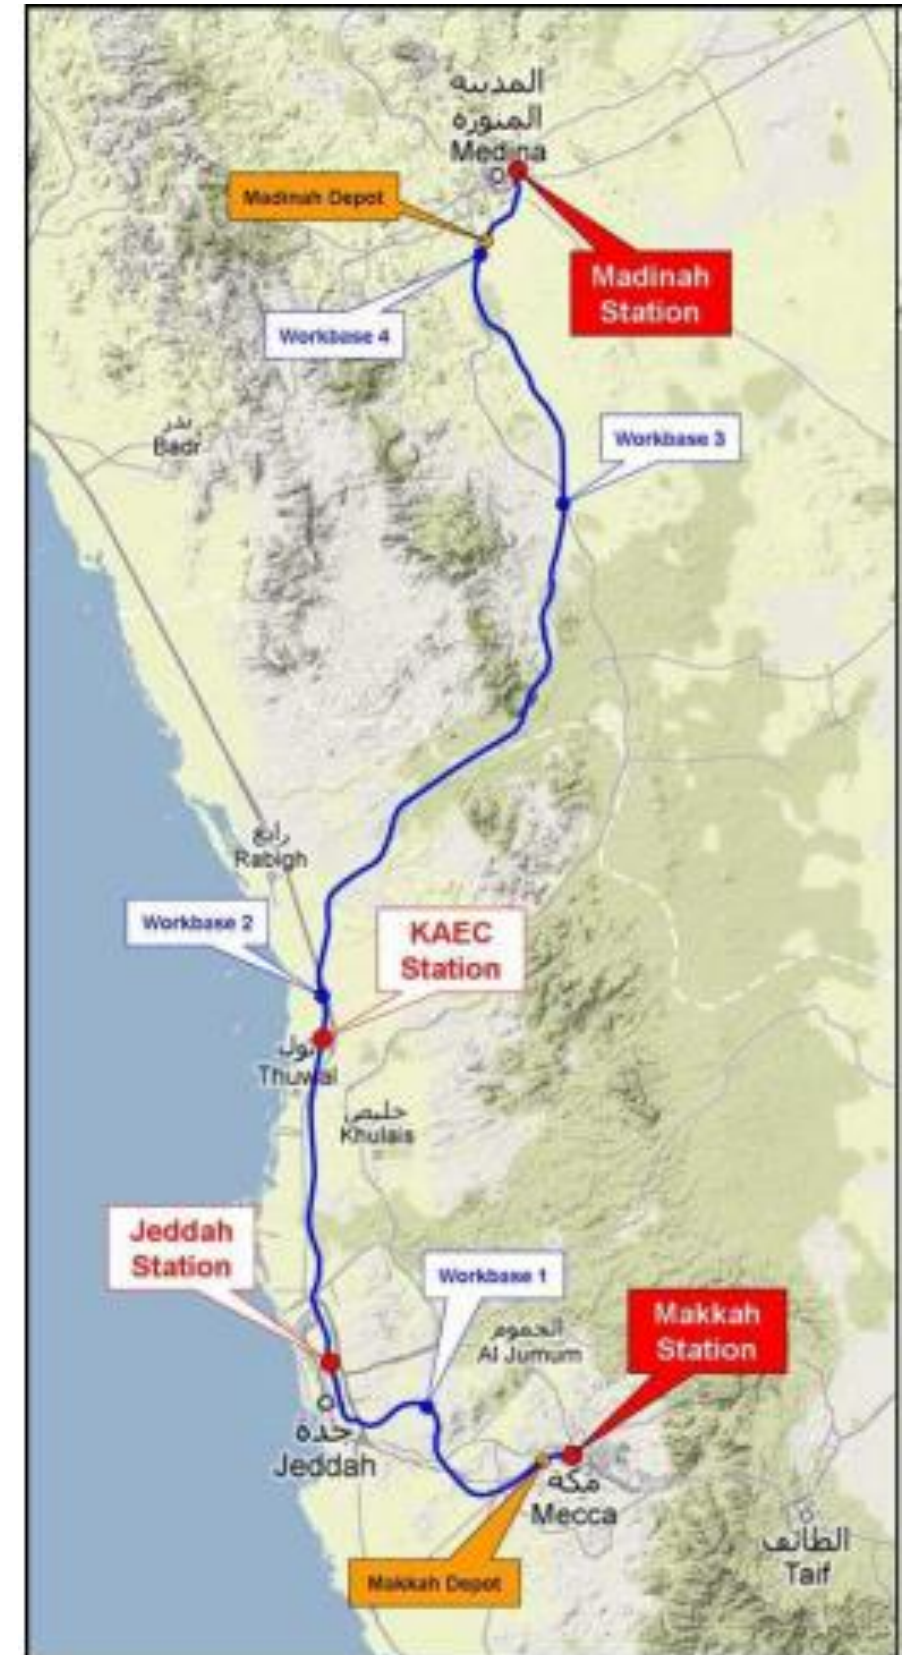 المدينة
المنورة
Medina
Madinah Depot
Madinah
Station
Workbase 4
بدر
Badr
Workbase 3
رابغ
Rabigh
Workbase 2
KAEC
Station
ثول
Thuwal
خليص
Khulais
Jeddah
Station
Workbase 1
الجموم
Al Jumum
Makkah
Station
جدة
Jeddah
مكة
Mecca
الطائف
Taif
Makkah Depot